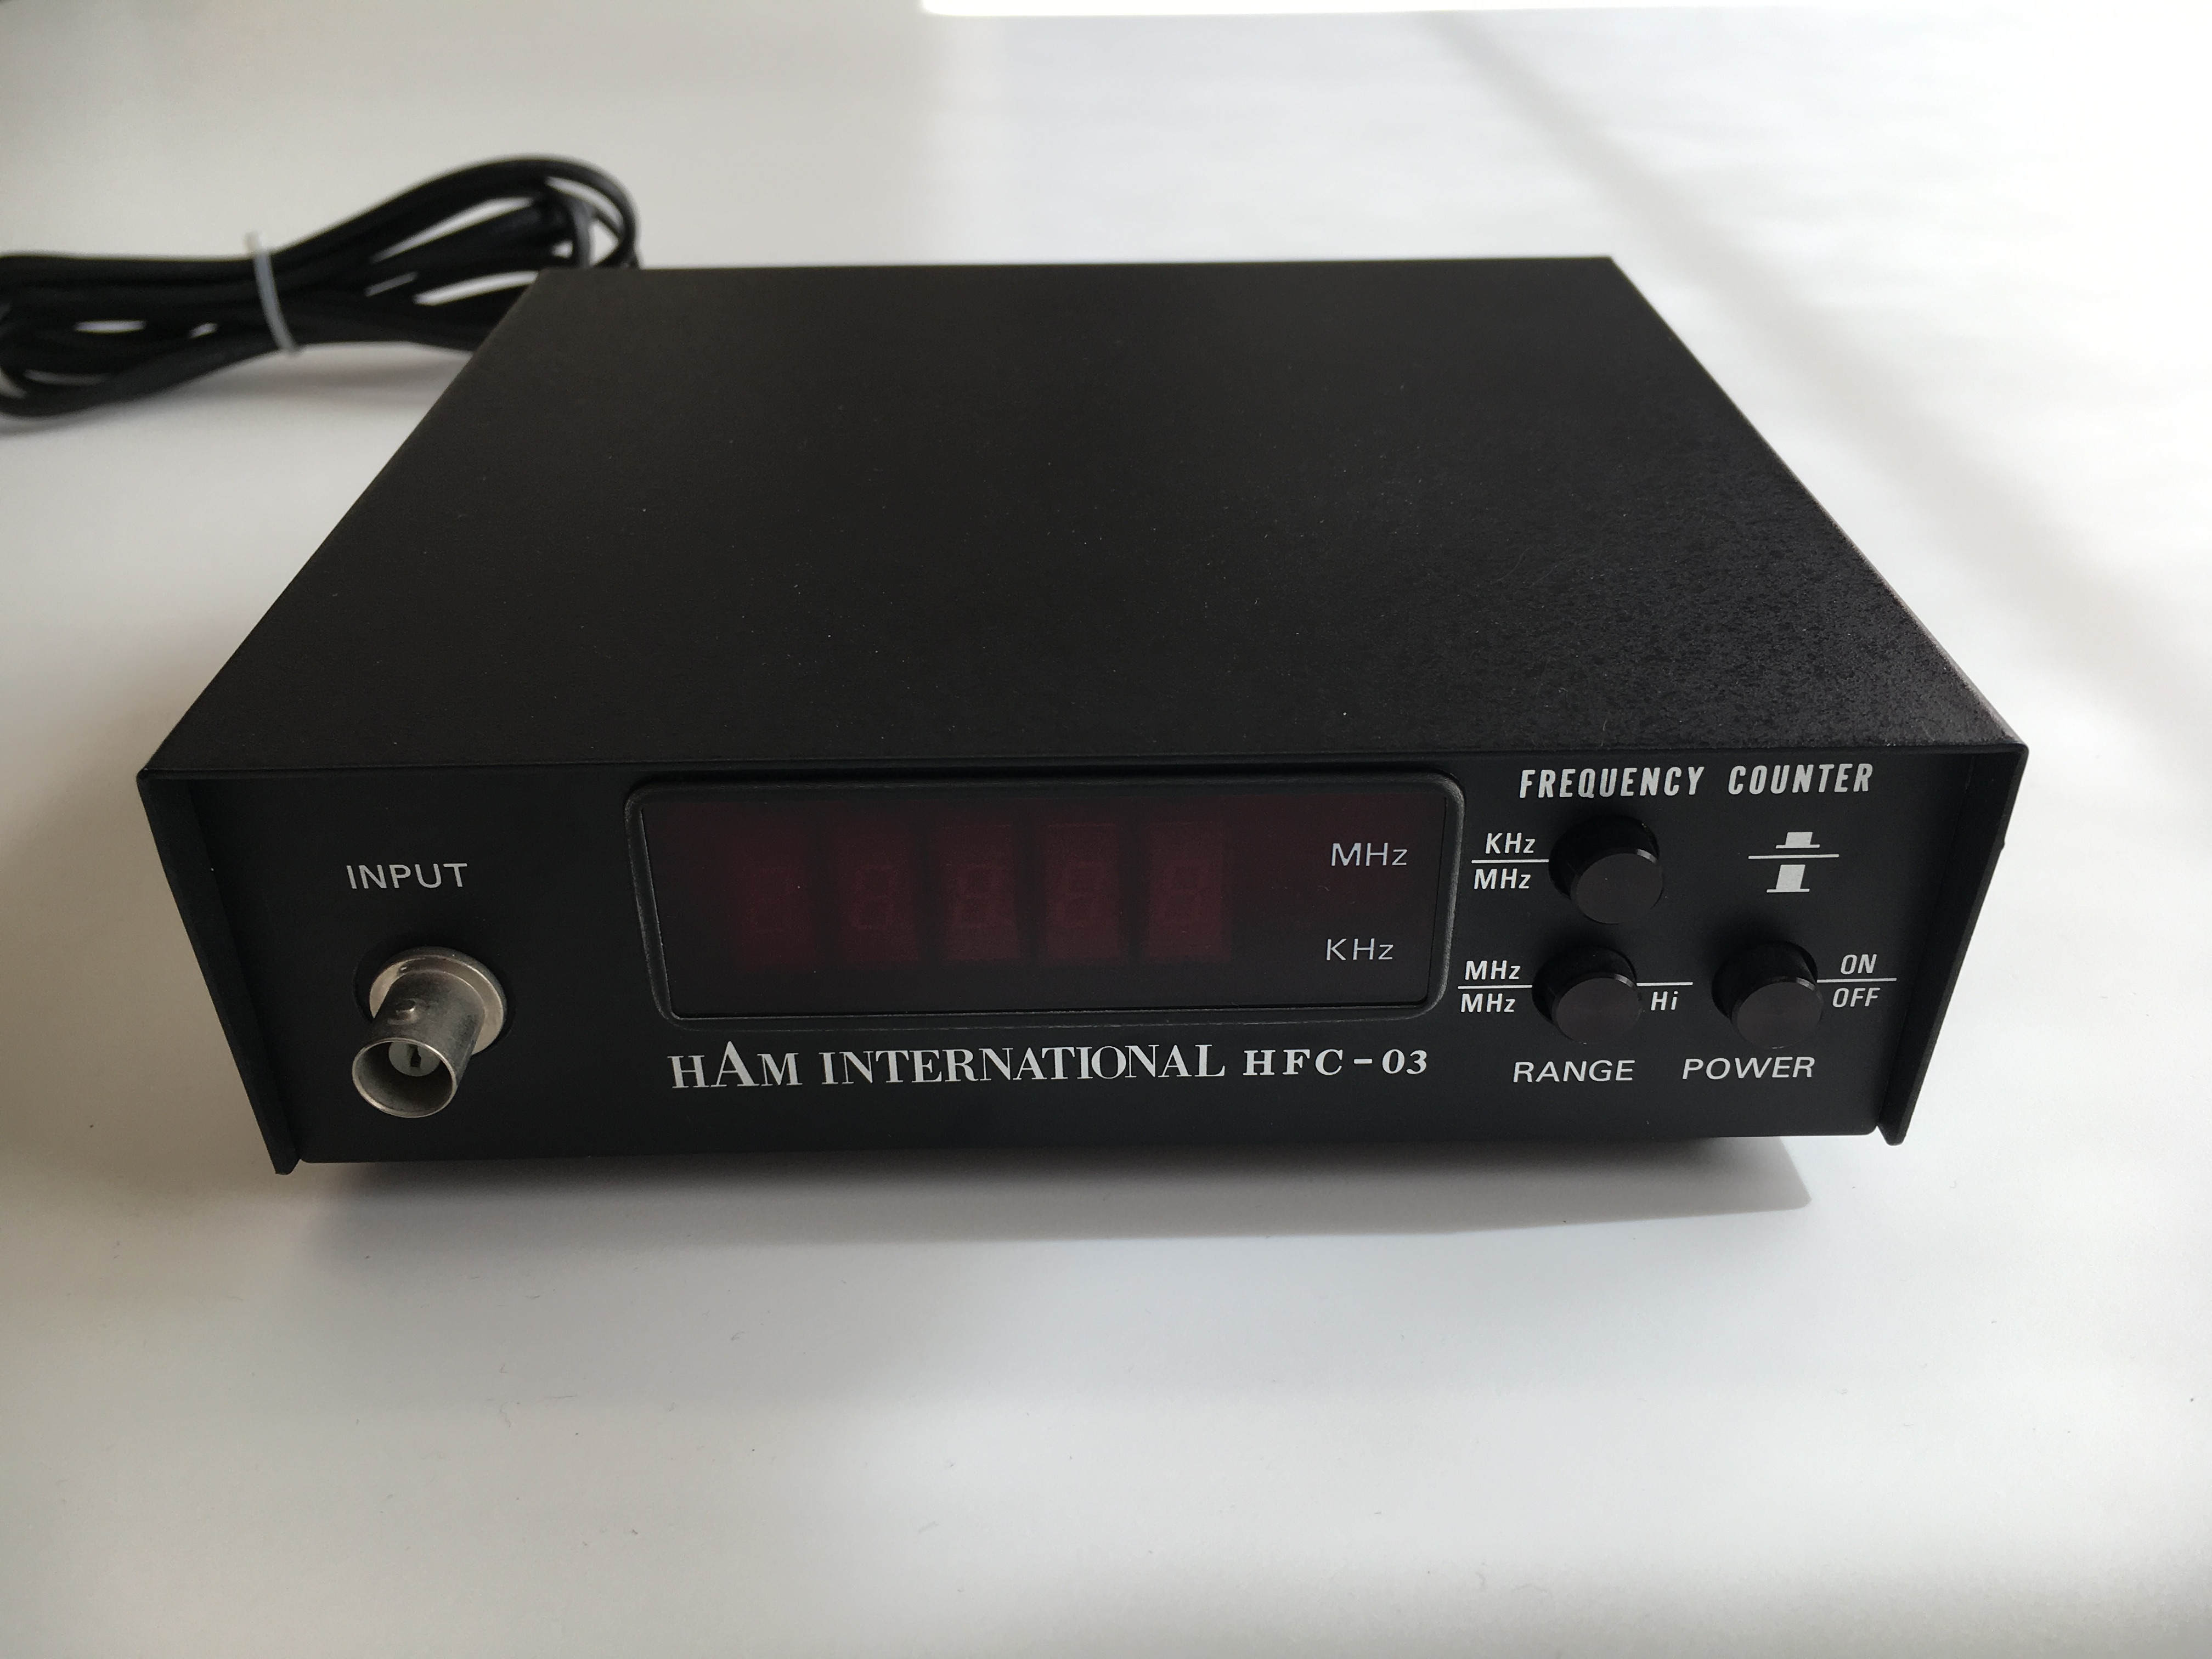 FREQUENCY COUNTER
INPUT
MHz
KHz
KHz
MHz
MHz
MHz
Hi
ON
OFF
RANGE
POWER
HAM INTERNATIONAL HFC-03